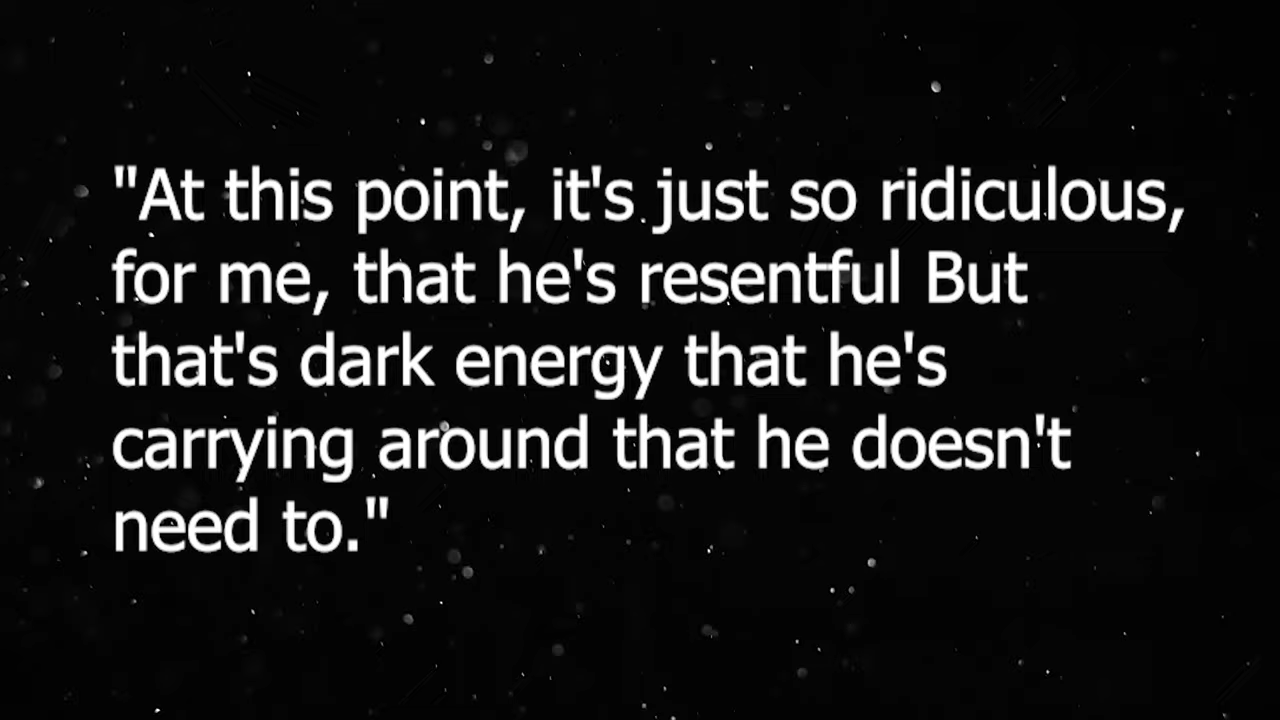 "At this point, it's just so ridiculous,
for me, that he's resentful But
that's dark energy that he's
carrying around that he doesn't
need to."